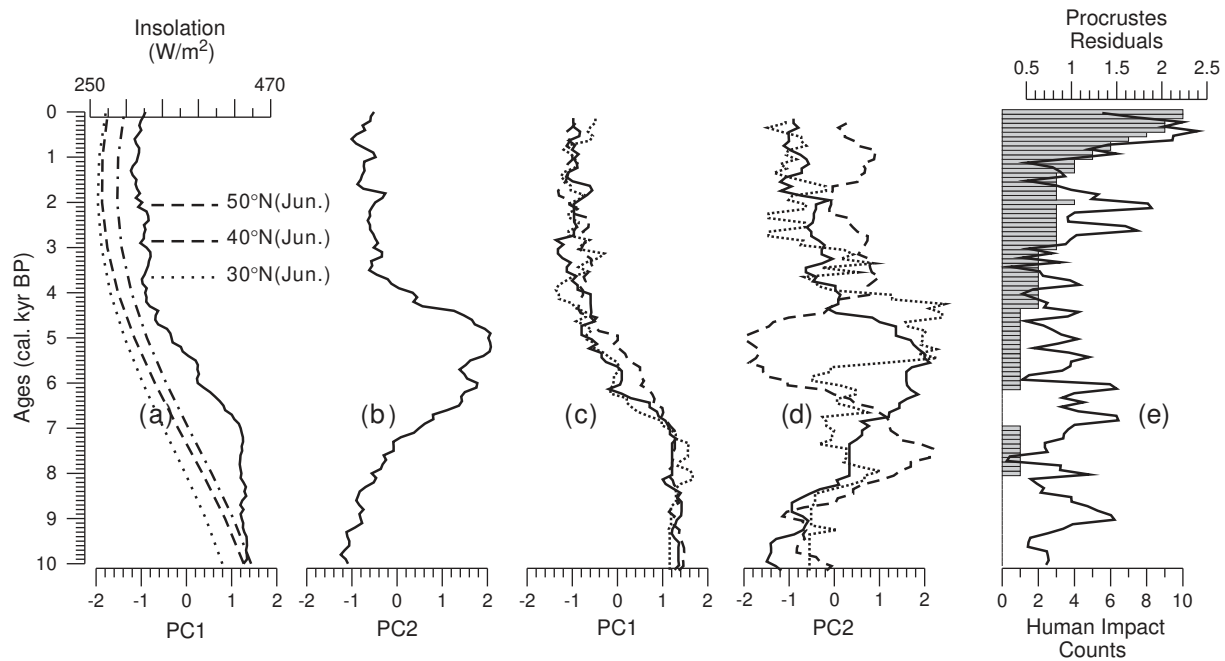 Insolation
(W/m²)
250 470
Procrustes
Residuals
0.5 1 1.5 2 2.5
Ages (cal. kyr BP)
0
1
2
3
4
5
6
7
8
9
10
50°N(Jun.)
40°N(Jun.)
30°N(Jun.)
(a) (b) (c) (d) (e)
-2 -1 0 1 2
-2 -1 0 1 2
-2 -1 0 1 2
-2 -1 0 1 2
0 2 4 6 8 10
PC1 PC2 PC1 PC2
Human Impact
Counts